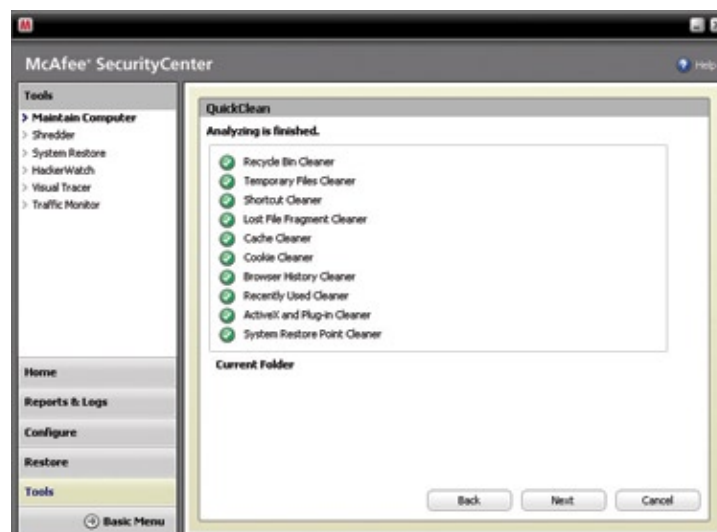 M
McAfee® SecurityCenter
Help
Tools
Maintain Computer
Shredder
System Restore
HackerWatch
Visual Tracer
Traffic Monitor
Home
Reports & Logs
Configure
Restore
Tools
Basic Menu
QuickClean
Analyzing is finished.
Recycle Bin Cleaner
Temporary Files Cleaner
Shortcut Cleaner
Lost File Fragment Cleaner
Cache Cleaner
Cookie Cleaner
Browser History Cleaner
Recently Used Cleaner
ActiveX and Plug-in Cleaner
System Restore Point Cleaner
Current Folder
Back
Next
Cancel